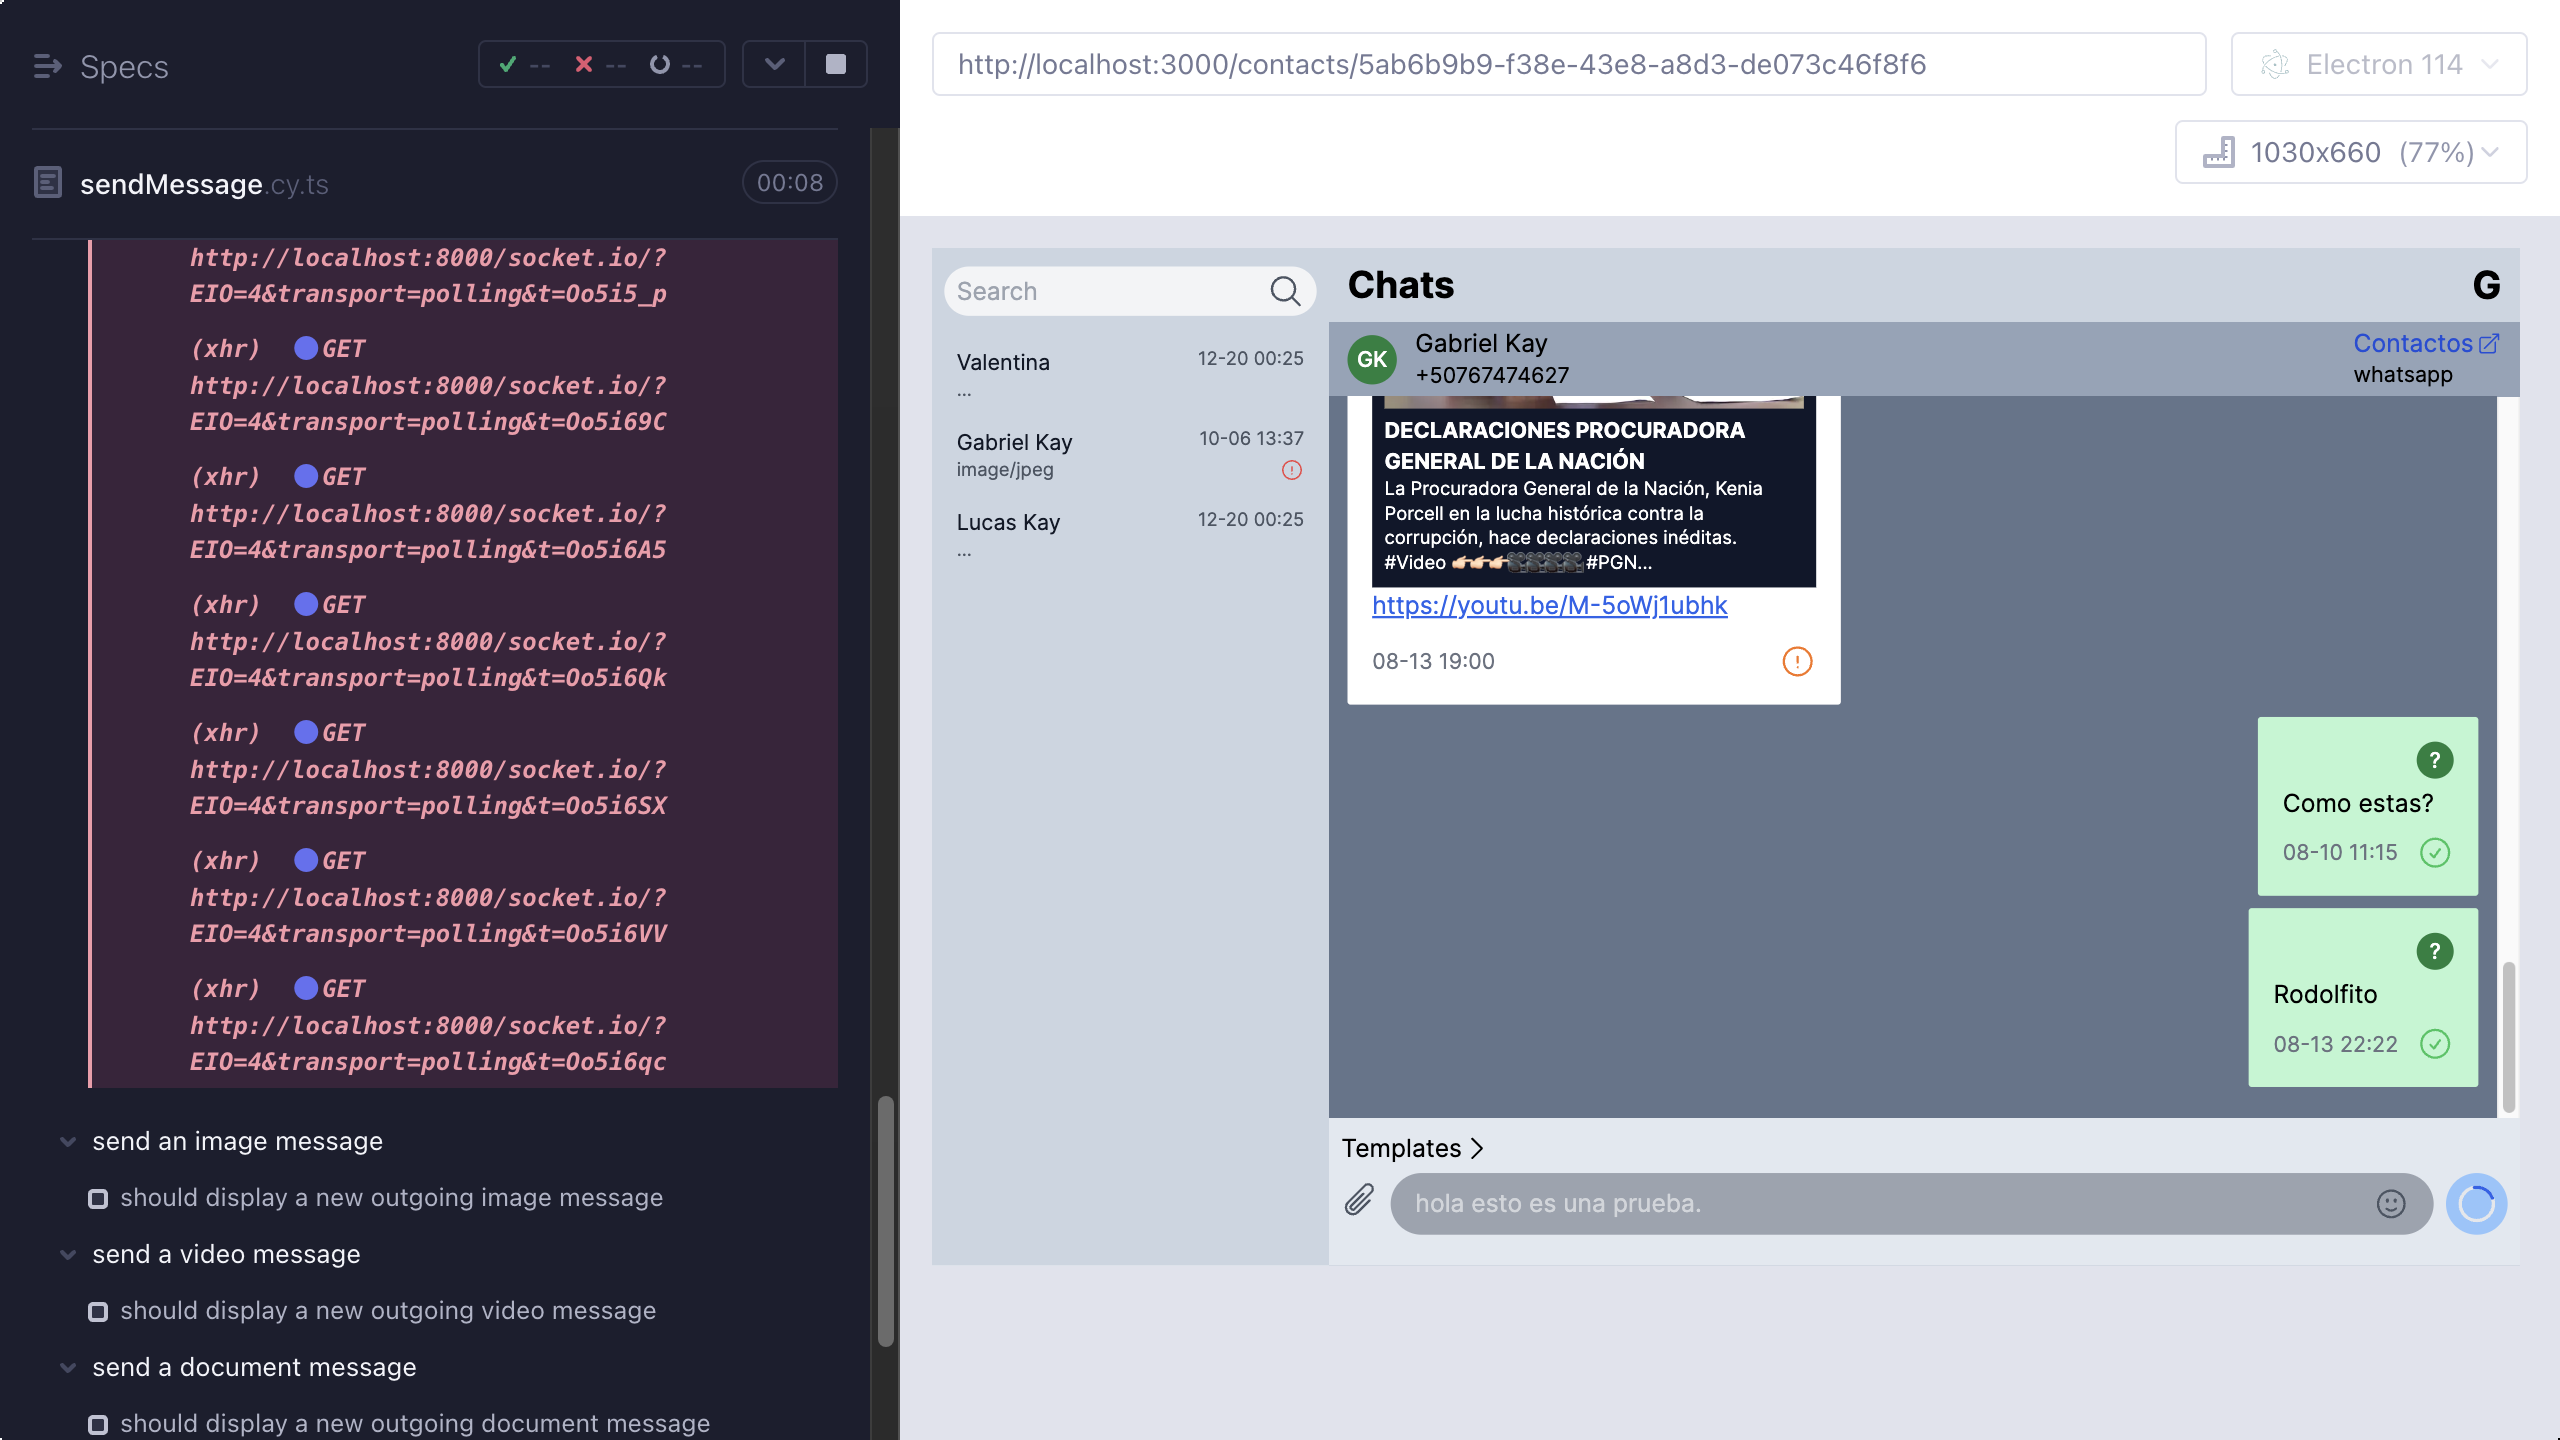 Specs
-- -- --
sendMessage.cy.ts
00:08
http://localhost:8000/socket.io/?
EIO=4&transport=polling&t=Oo5i5_p
(xhr) GET
http://localhost:8000/socket.io/?
EIO=4&transport=polling&t=Oo5i69C
(xhr) GET
http://localhost:8000/socket.io/?
EIO=4&transport=polling&t=Oo5i6A5
(xhr) GET
http://localhost:8000/socket.io/?
EIO=4&transport=polling&t=Oo5i6Qk
(xhr) GET
http://localhost:8000/socket.io/?
EIO=4&transport=polling&t=Oo5i6SX
(xhr) GET
http://localhost:8000/socket.io/?
EIO=4&transport=polling&t=Oo5i6VV
(xhr) GET
http://localhost:8000/socket.io/?
EIO=4&transport=polling&t=Oo5i6qc
send an image message
should display a new outgoing image message
send a video message
should display a new outgoing video message
send a document message
should display a new outgoing document message
http://localhost:3000/contacts/5ab6b9b9-f38e-43e8-a8d3-de073c46f8f6
Electron 114
1030x660 (77%)
Search
Valentina
12-20 00:25
...
Gabriel Kay
10-06 13:37
image/jpeg
Lucas Kay
12-20 00:25
...
Chats
G
GK
Gabriel Kay
+50767474627
Contactos
whatsapp
DECLARACIONES PROCURADORA
GENERAL DE LA NACIÓN
La Procuradora General de la Nación, Kenia
Porcell en la lucha histórica contra la
corrupción, hace declaraciones inéditas.
#Video 👉🏻👉🏻👉🏻🎥🎥🎥🎥#PGN...
https://youtu.be/M-5oWj1ubhk
08-13 19:00
?
Como estas?
08-10 11:15
?
Rodolfito
08-13 22:22
Templates
hola esto es una prueba.